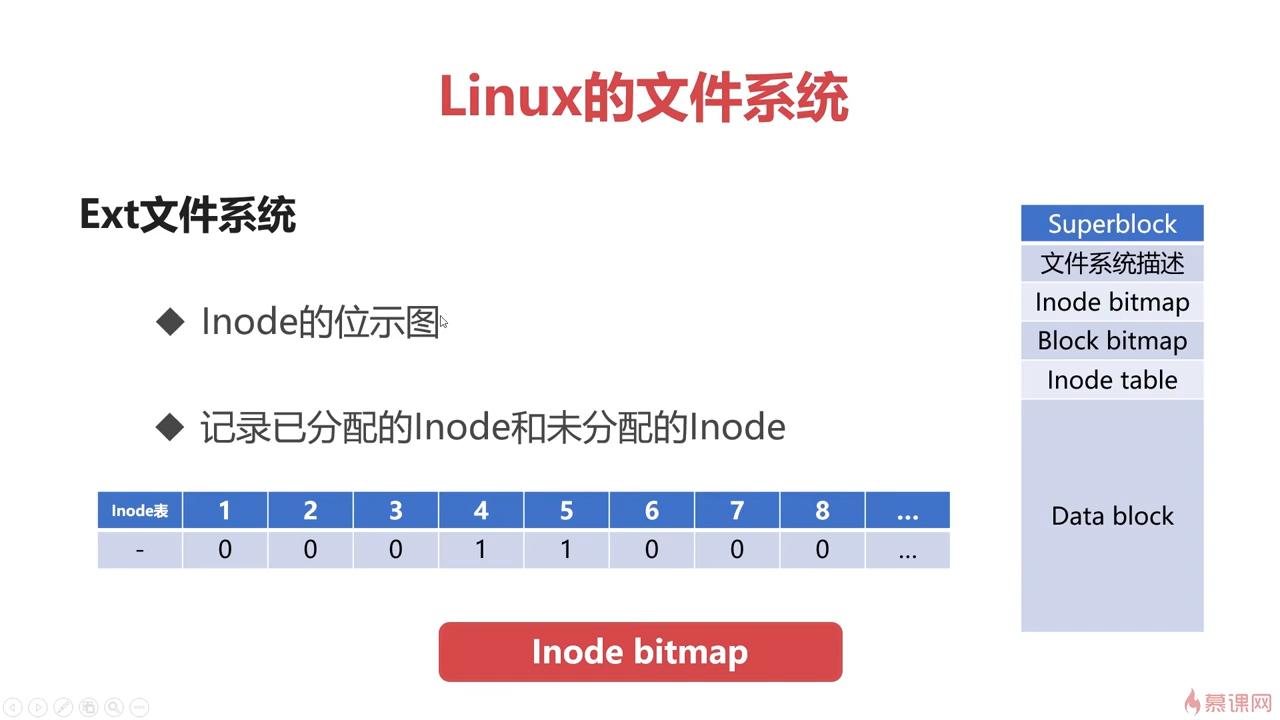 Linux的文件系统
Ext文件系统
Inode的位示图
记录已分配的Inode和未分配的Inode
Inode表 1 2 3 4 5 6 7 8 ...
- 0 0 0 1 1 0 0 0 ...
Inode bitmap
Superblock
文件系统描述
Inode bitmap
Block bitmap
Inode table
Data block
慕课网